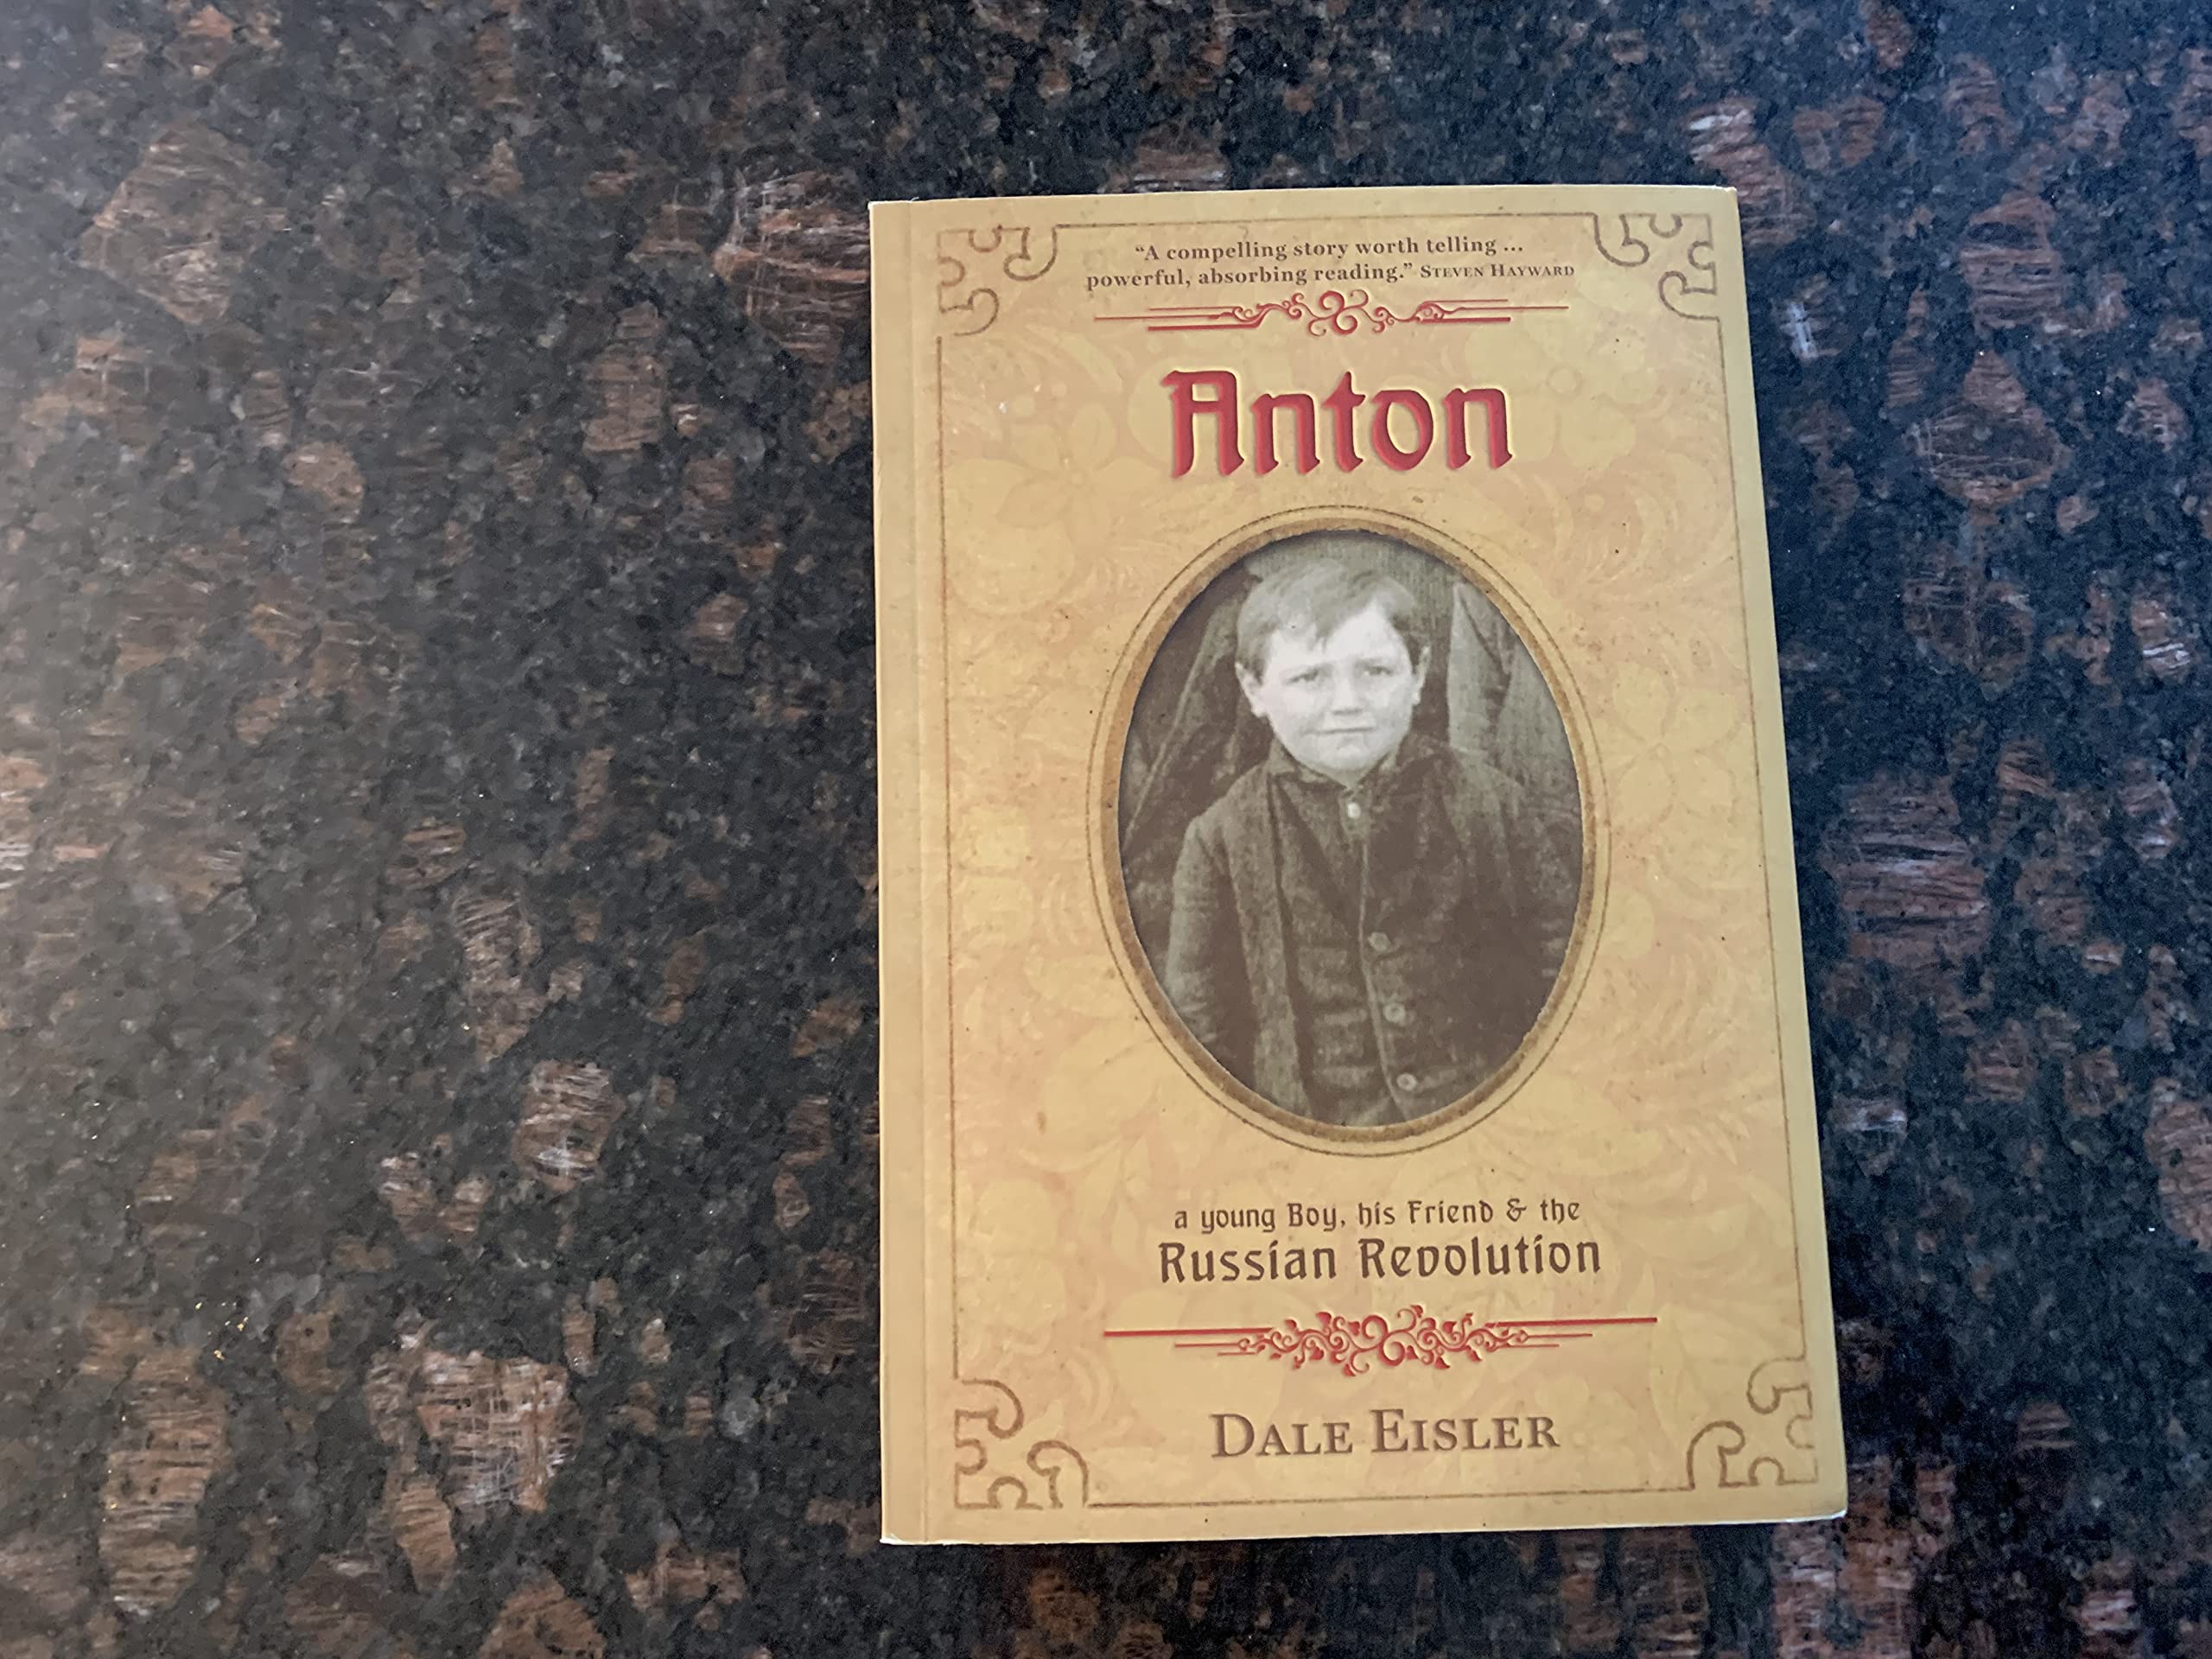 “A compelling story worth telling ...
powerful, absorbing reading.” STEVEN HAYWARD
Anton
a young Boy, his Friend & the
Russian Revolution
DALE EISLER